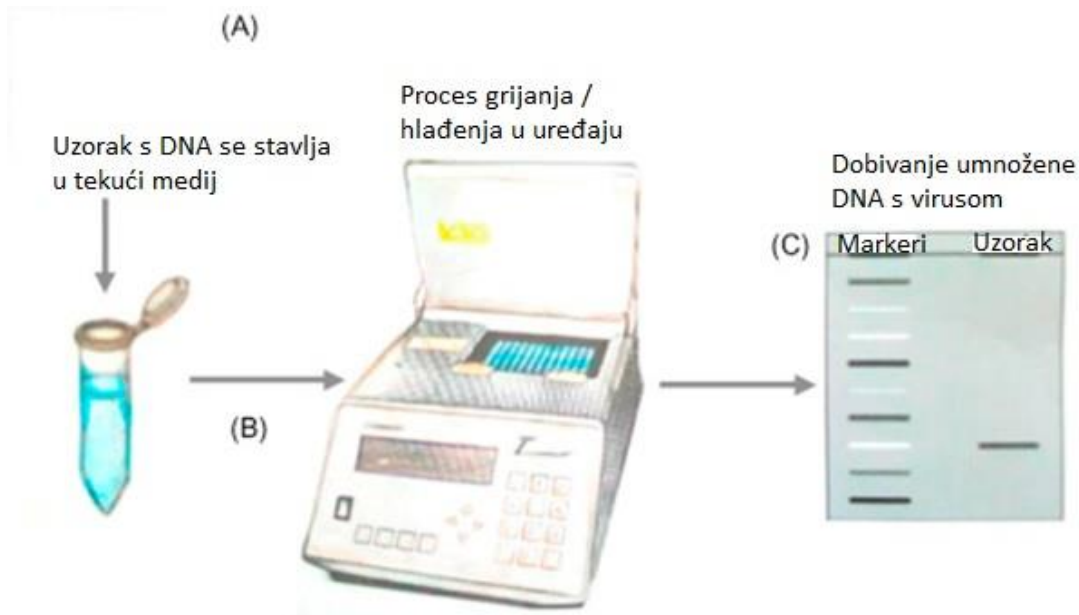 (A)
Uzorak s DNA se stavlja
u tekući medij
Proces grijanja /
hlađenja u uređaju
Dobivanje umnožene
DNA s virusom
(C)
Markeri Uzorak
(B)